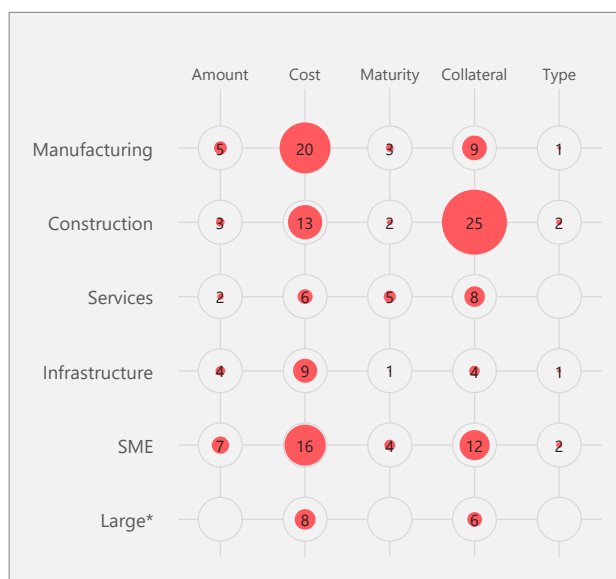 Amount Cost Maturity Collateral Type
Manufacturing 5 20 3 9 1
Construction 3 13 2 25 2
Services 2 6 5 8
Infrastructure 4 9 1 4 1
SME 7 16 4 12 2
Large* 8 6